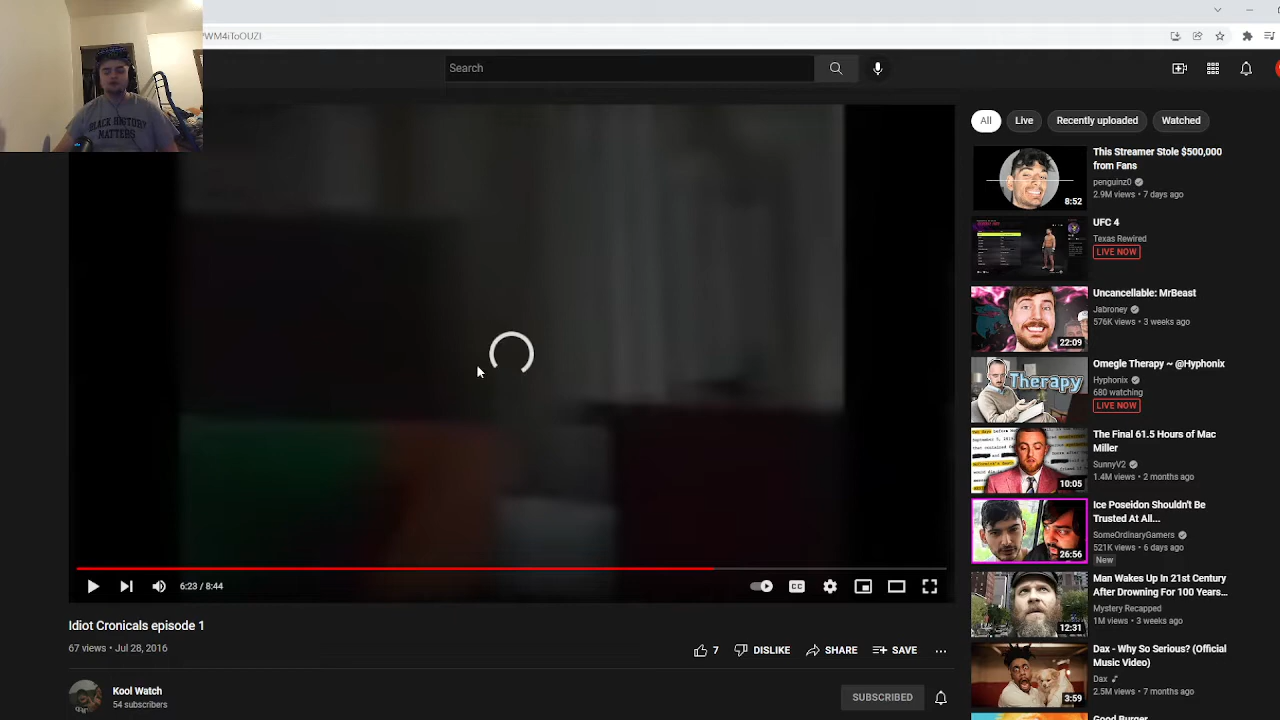 PWM4iToOUZI
Search
BLACK HISTORY
MATTERS
6:23 / 8:44
CC
Idiot Cronicals episode 1
67 views • Jul 28, 2016
7
DISLIKE
SHARE
SAVE
Kool Watch
54 subscribers
SUBSCRIBED
All
Live
Recently uploaded
Watched
8:52
This Streamer Stole $500,000
from Fans
penguinz0
2.9M views • 7 days ago
UFC 4
Texas Rewired
LIVE NOW
22:09
Uncancellable: MrBeast
Jabroney
576K views • 3 weeks ago
Therapy
Omegle Therapy ~ @Hyphonix
Hyphonix
680 watching
LIVE NOW
10:05
The Final 61.5 Hours of Mac
Miller
SunnyV2
1.4M views • 2 months ago
26:56
Ice Poseidon Shouldn't Be
Trusted At All...
SomeOrdinaryGamers
521K views • 6 days ago
New
12:31
Man Wakes Up In 21st Century
After Drowning For 100 Years...
Mystery Recapped
1M views • 3 weeks ago
3:59
Dax - Why So Serious? (Official
Music Video)
Dax
2.5M views • 7 months ago
Good Burger